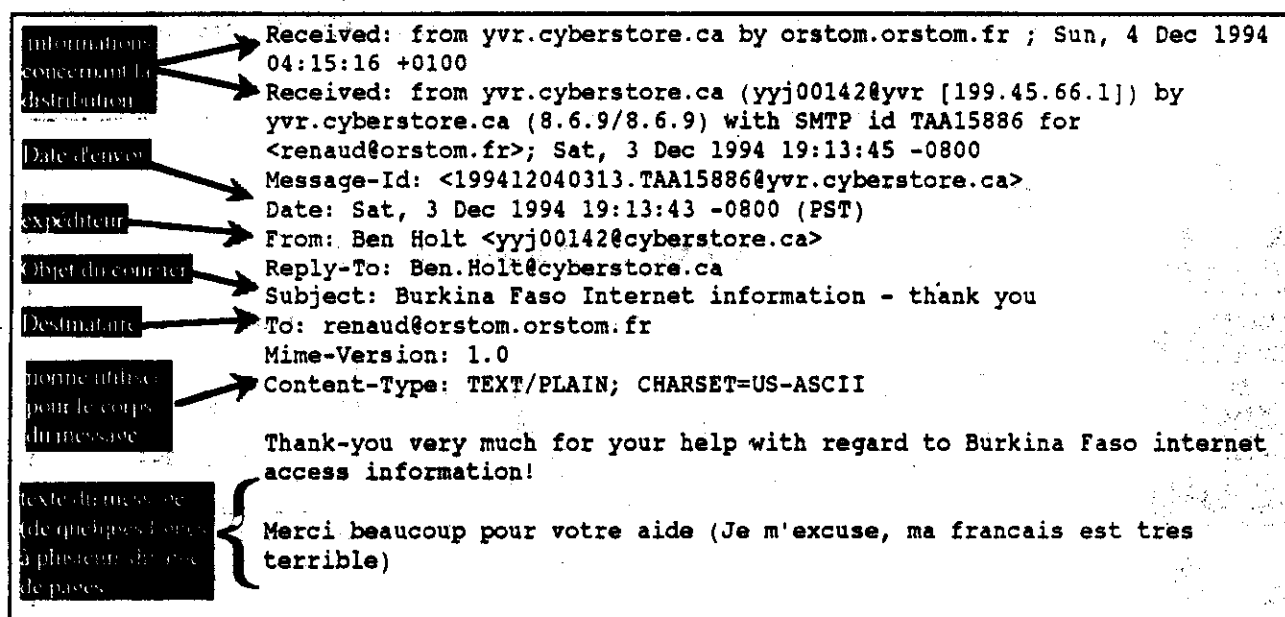 informations
concernant la
distribution
Date d'envoi
expéditeur
Objet du courrier
Destinataire
norme utilisée
pour le corps
du message
texte du message
(de quelques lignes
à plusieurs
de pages
Received: from yvr.cyberstore.ca by orstom.orstom.fr ; Sun, 4 Dec 1994
04:15:16 +0100
Received: from yvr.cyberstore.ca (yyj00142@yvr [199.45.66.1]) by
yvr.cyberstore.ca (8.6.9/8.6.9) with SMTP id TAA15886 for
<renaud@orstom.fr>; Sat, 3 Dec 1994 19:13:45 -0800
Message-Id: <199412040313.TAA15886@yvr.cyberstore.ca>
Date: Sat, 3 Dec 1994 19:13:43 -0800 (PST)
From: Ben Holt <yyj00142@cyberstore.ca>
Reply-To: Ben.Holt@cyberstore.ca
Subject: Burkina Faso Internet information - thank you
To: renaud@orstom.orstom.fr
Mime-Version: 1.0
Content-Type: TEXT/PLAIN; CHARSET=US-ASCII
Thank-you very much for your help with regard to Burkina Faso internet
access information!
Merci beaucoup pour votre aide (Je m'excuse, ma francais est tres
terrible)